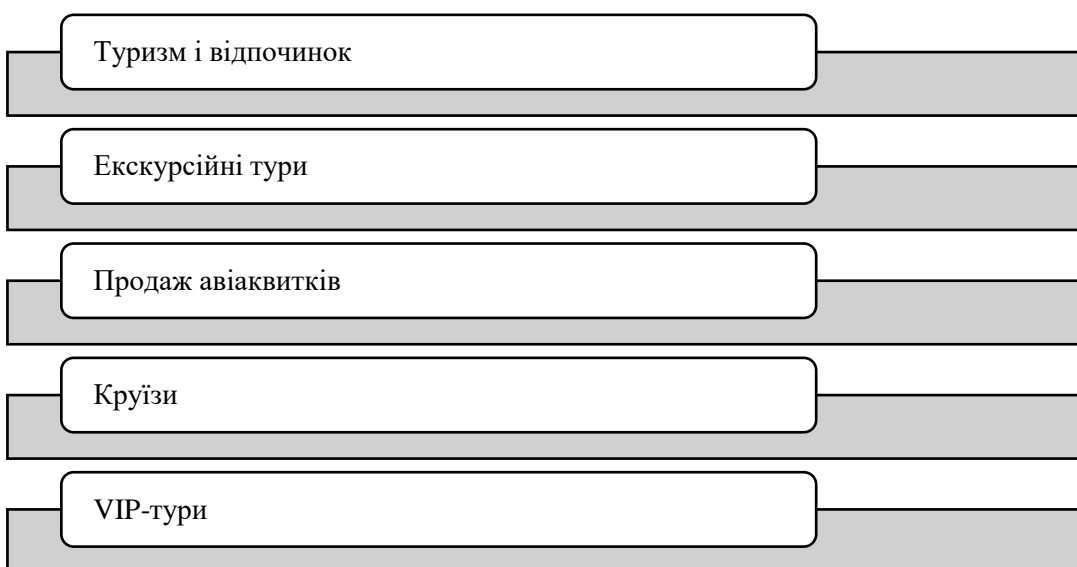 Туризм і відпочинок
Екскурсійні тури
Продаж авіаквитків
Круїзи
VIP-тури